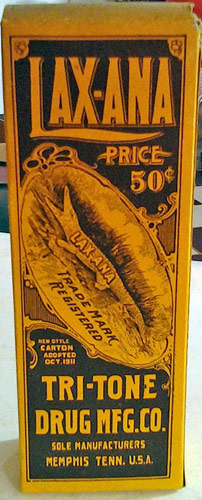 LAX-ANA
PRICE
50¢
LAX-ANA
TRADE MARK
REGISTERED
NEW STYLE
CARTON
ADOPTED
OCT. 1911
TRI-TONE
DRUG MFG. CO.
SOLE MANUFACTURERS
MEMPHIS TENN. U.S.A.